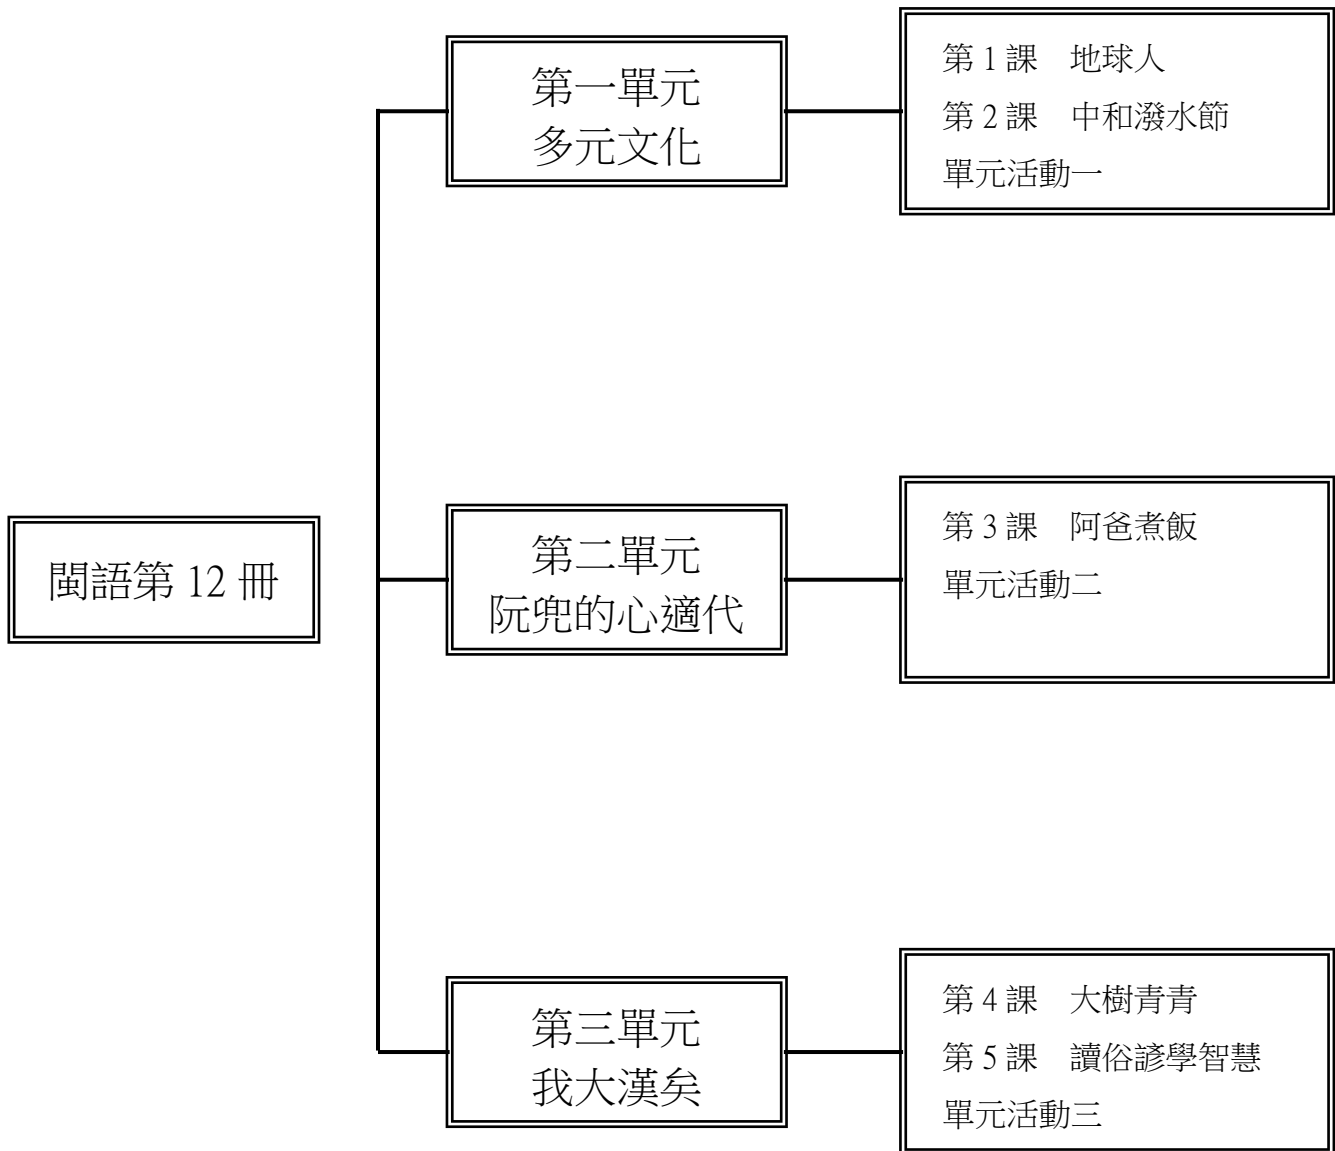 閩語第 12 冊
第一單元
多元文化
第 1 課　地球人
第 2 課　中和潑水節
單元活動一
第二單元
阮兜的心適代
第 3 課　阿爸煮飯
單元活動二
第三單元
我大漢矣
第 4 課　大樹青青
第 5 課　讀俗諺學智慧
單元活動三